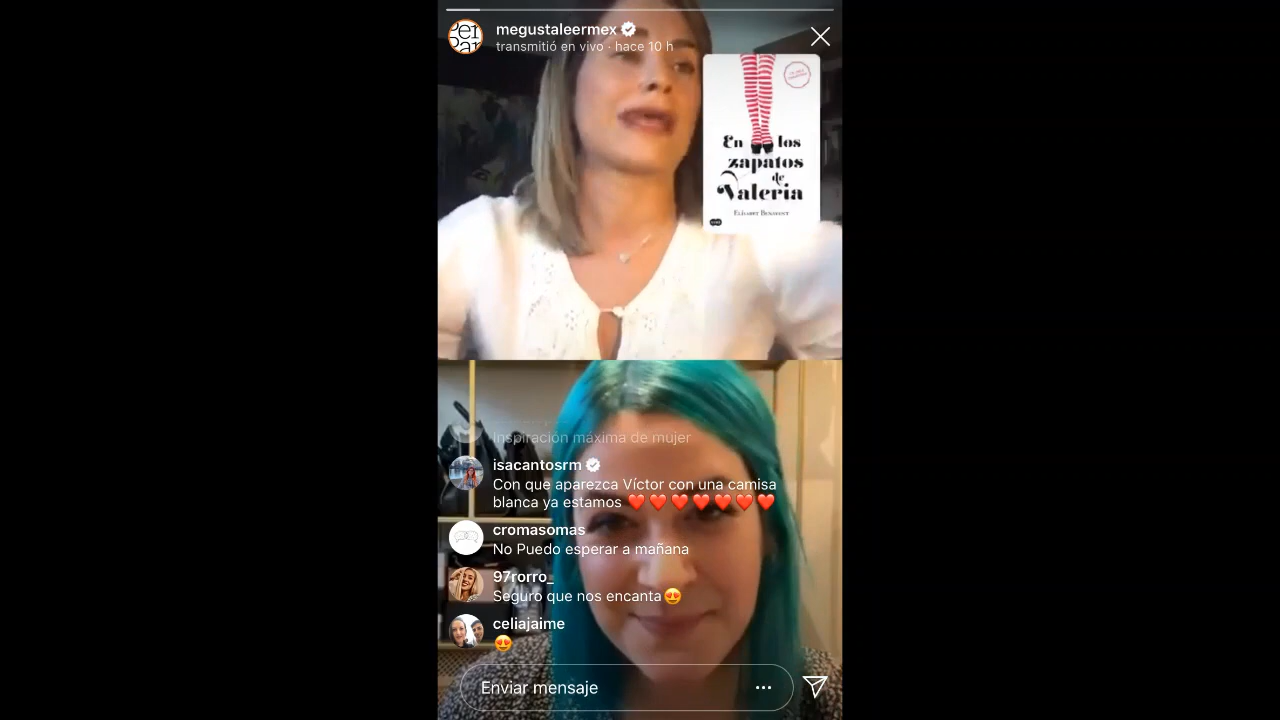 megustaleermex
transmitió en vivo · hace 10 h
En los
zapatos
de
Valeria
Elísabet Benavent
Inspiración máxima de mujer
isacantosrm
Con que aparezca Víctor con una camisa
blanca ya estamos ❤️❤️❤️❤️❤️❤️❤️
cromasomas
No Puedo esperar a mañana
97rorro_
Seguro que nos encanta😍
celiajaime
😍
Enviar mensaje